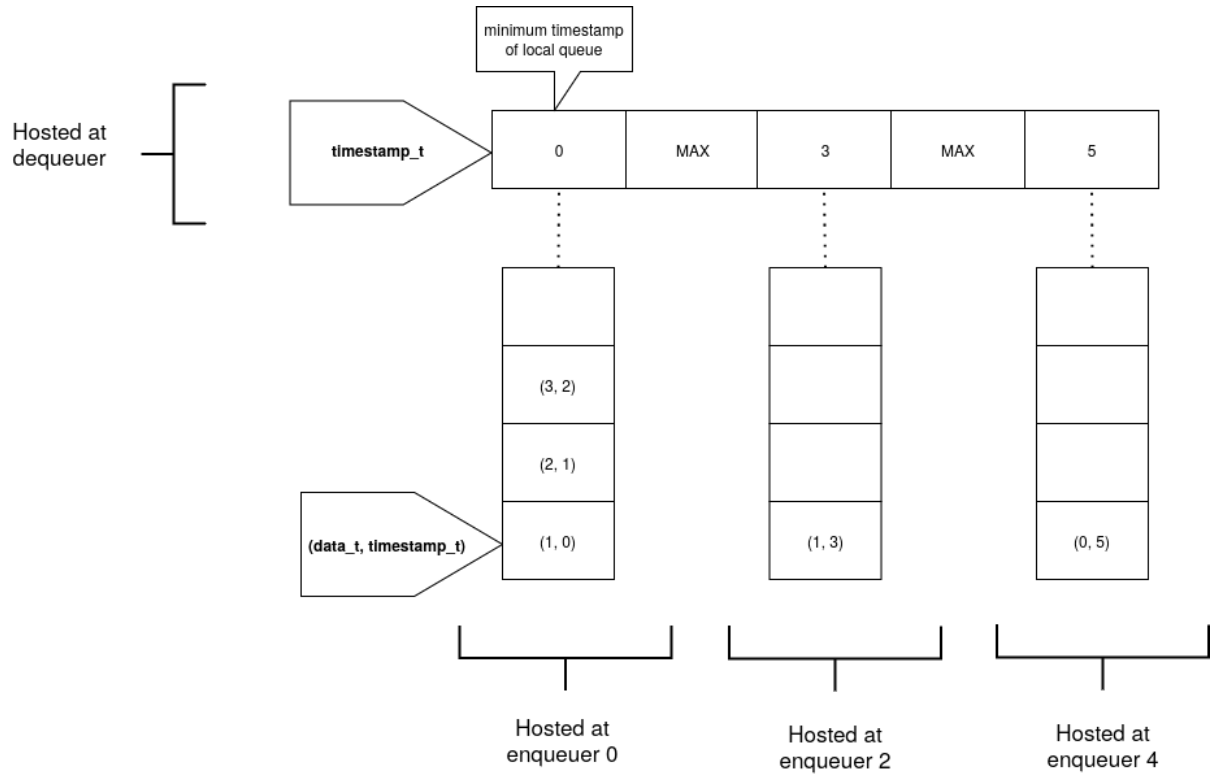 minimum timestamp
of local queue
Hosted at
dequeuer
timestamp_t
0
MAX
3
MAX
5
(3, 2)
(2, 1)
(data_t, timestamp_t)
(1, 0)
(1, 3)
(0, 5)
Hosted at
enqueuer 0
Hosted at
enqueuer 2
Hosted at
enqueuer 4